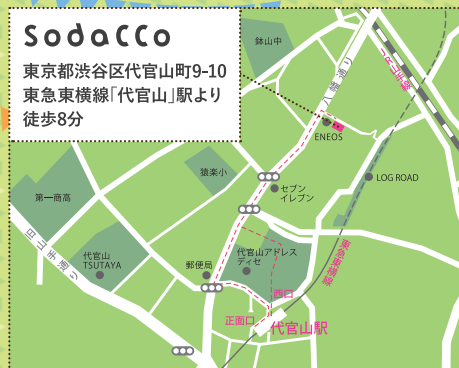 sodacco
東京都渋谷区代官山町9-10
東急東横線「代官山」駅より
徒歩8分
鉢山中
八幡通り
JR山手線
ENEOS
猿楽小
セブン
イレブン
LOG ROAD
第一商高
旧山手通り
代官山
TSUTAYA
郵便局
代官山アドレス
ディセ
東急東横線
西口
正面口
代官山駅